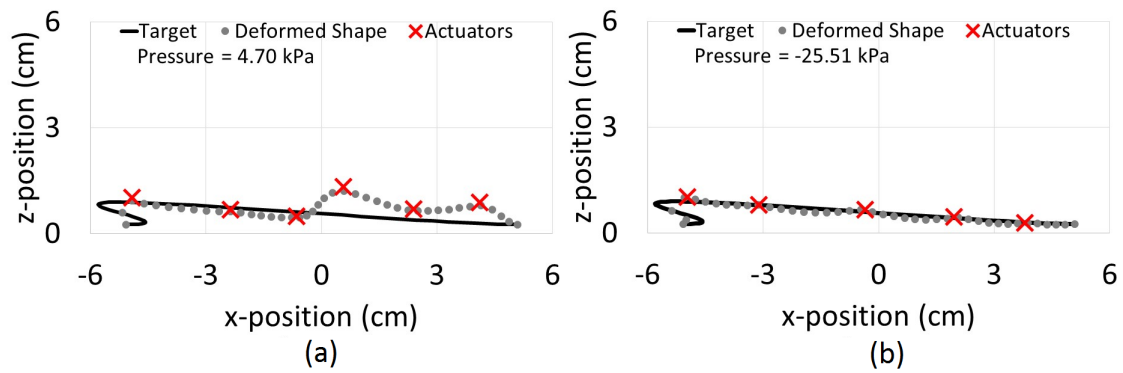 6
Target
Deformed Shape
Actuators
Pressure = 4.70 kPa
z-position (cm)
3
0
-6
-3
0
3
6
x-position (cm)
(a)
6
Target
Deformed Shape
Actuators
Pressure = -25.51 kPa
z-position (cm)
3
0
-6
-3
0
3
6
x-position (cm)
(b)